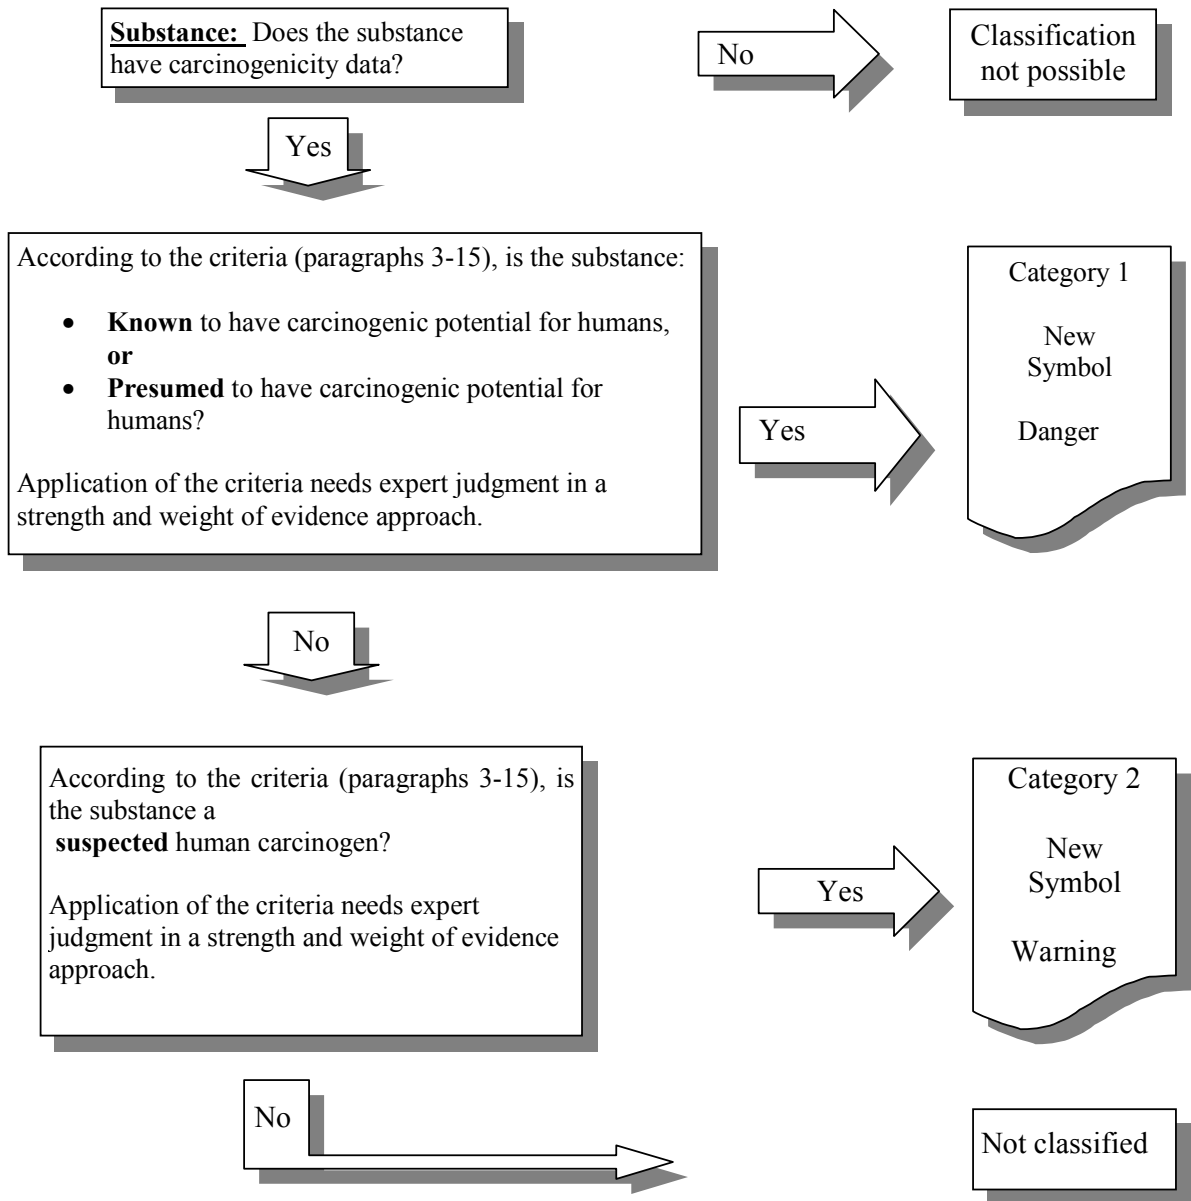 Substance: Does the substance
have carcinogenicity data?
No
Classification
not possible
Yes
According to the criteria (paragraphs 3-15), is the substance:
• Known to have carcinogenic potential for humans,
or
• Presumed to have carcinogenic potential for
humans?
Application of the criteria needs expert judgment in a
strength and weight of evidence approach.
Yes
Category 1
New
Symbol
Danger
No
According to the criteria (paragraphs 3-15), is
the substance a
suspected human carcinogen?
Application of the criteria needs expert
judgment in a strength and weight of evidence
approach.
Yes
Category 2
New
Symbol
Warning
No
Not classified